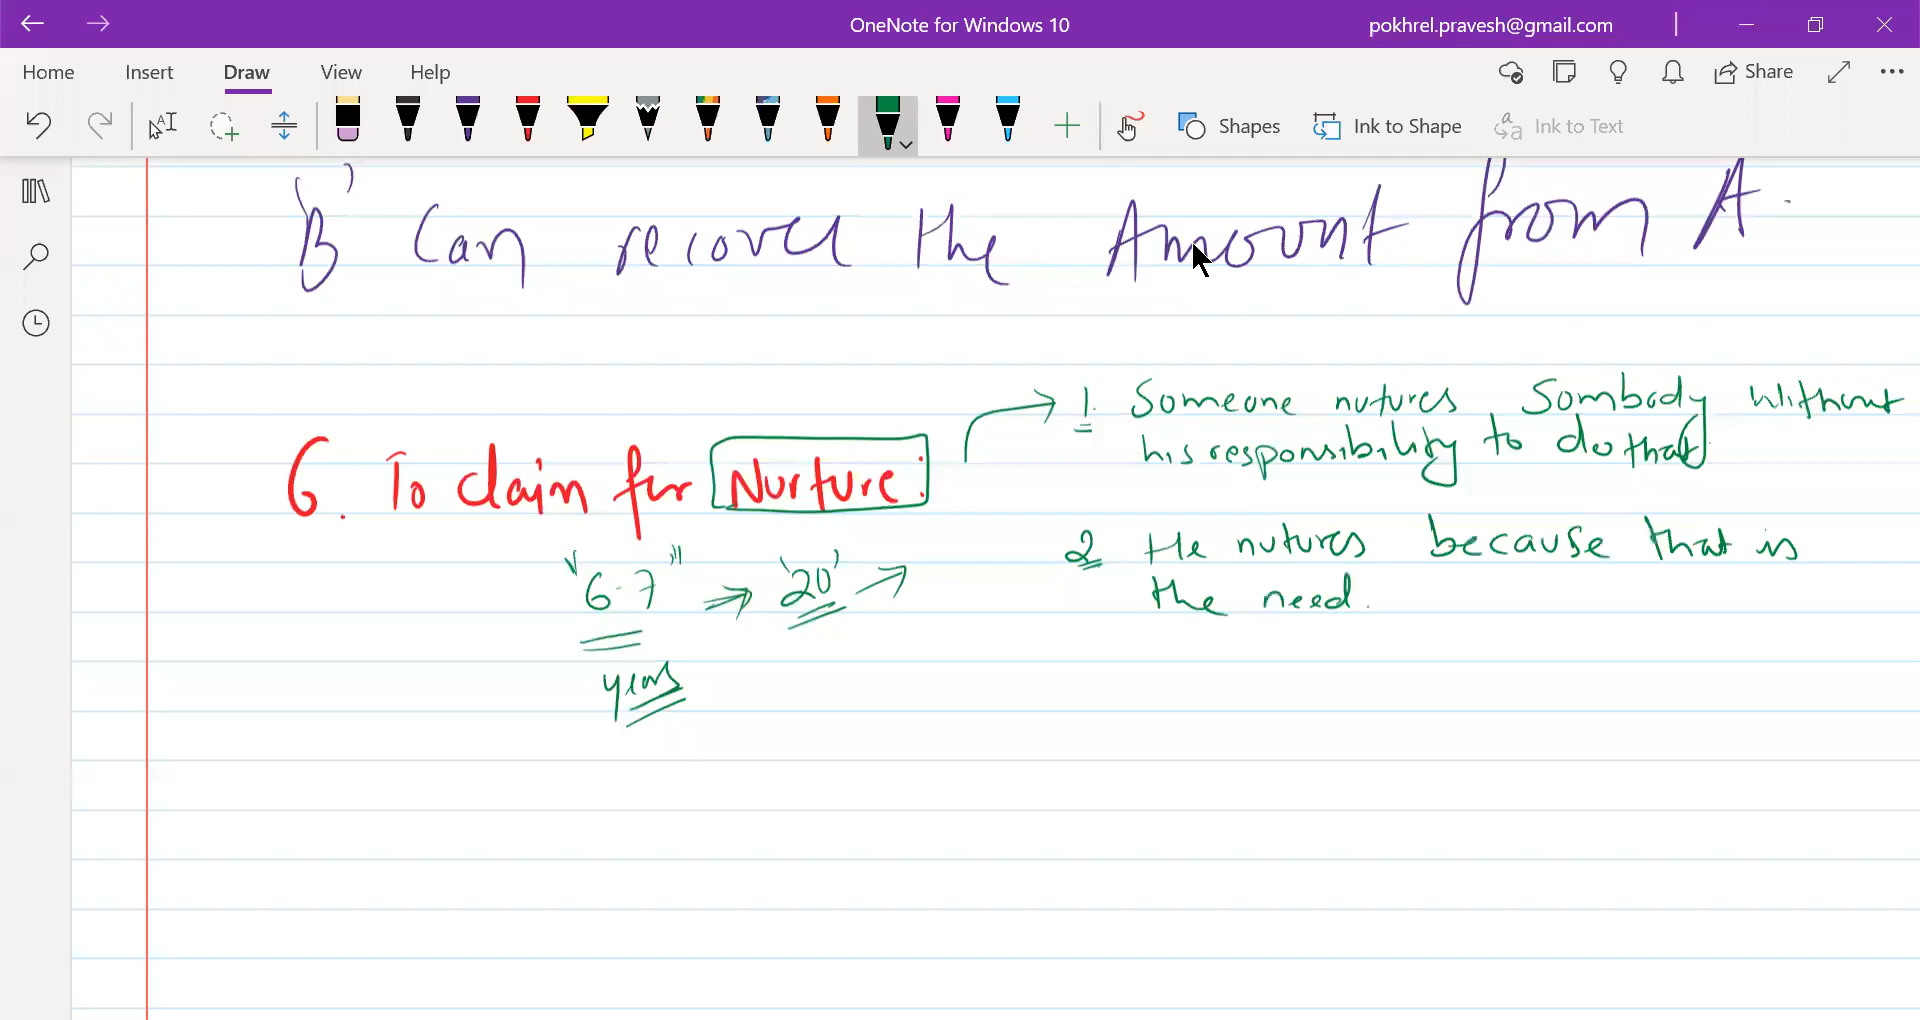 OneNote for Windows 10
pokhrel.pravesh@gmail.com
Home Insert Draw View Help
Share
Shapes Ink to Shape Ink to Text
'B' Can recover the Amount from A.
6. To claim for Nurture:
1. Someone nutures Sombody without
his responsibility to do that.
2 He nutures because that is
the need.
"6-7" '20'
years